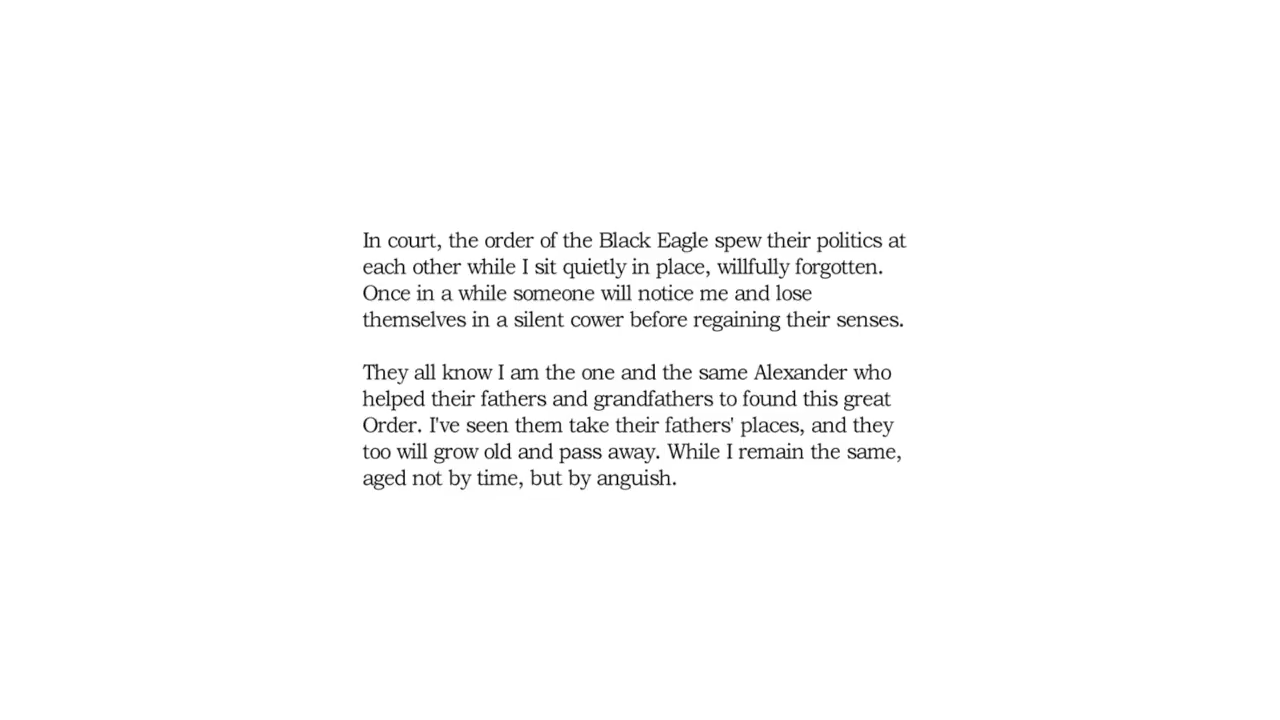 In court, the order of the Black Eagle spew their politics at
each other while I sit quietly in place, willfully forgotten.
Once in a while someone will notice me and lose
themselves in a silent cower before regaining their senses.
They all know I am the one and the same Alexander who
helped their fathers and grandfathers to found this great
Order. I've seen them take their fathers' places, and they
too will grow old and pass away. While I remain the same,
aged not by time, but by anguish.